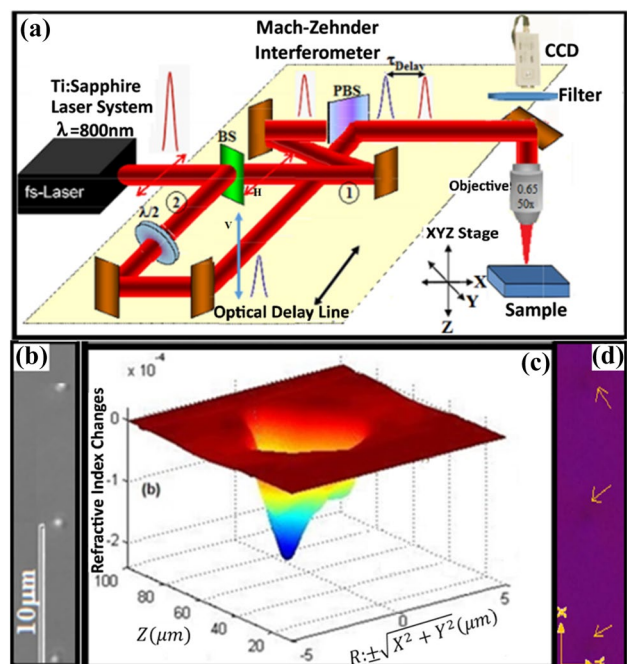 (a)
Mach-Zehnder
Interferometer
τDelay
CCD
Ti:Sapphire
Laser System
λ=800nm
PBS
Filter
BS
fs-Laser
H
1
2
λ/2
V
Objective
0.65
50x
XYZ Stage
X
Y
Z
Sample
Optical Delay Line
(b)
10µm
(c)
x 10⁻⁴
Refractive Index Changes
0
-1
-2
(b)
100
80
60
40
20
Z(μm)
-5
0
5
R:±√X² + Y²(μm)
(d)
x